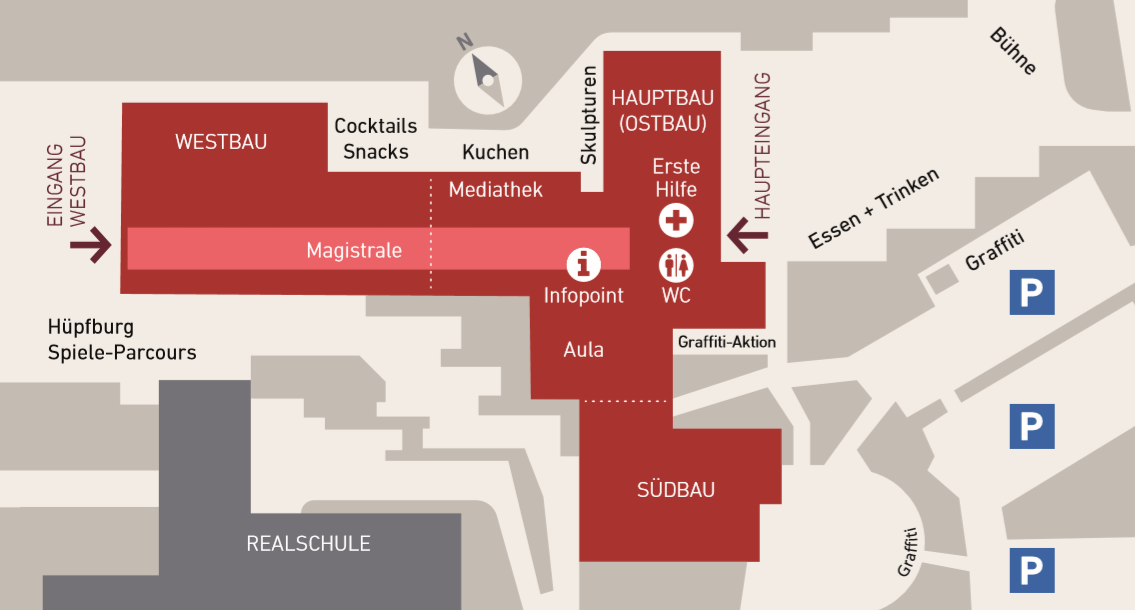 N
Bühne
Skulpturen
HAUPTBAU
(OSTBAU)
HAUPTEINGANG
Cocktails
Snacks
WESTBAU
EINGANG
WESTBAU
Kuchen
Mediathek
Erste
Hilfe
Essen + Trinken
Graffiti
Magistrale
i
Infopoint
WC
P
Hüpfburg
Spiele-Parcours
Aula
Graffiti-Aktion
P
SÜDBAU
REALSCHULE
Graffiti
P